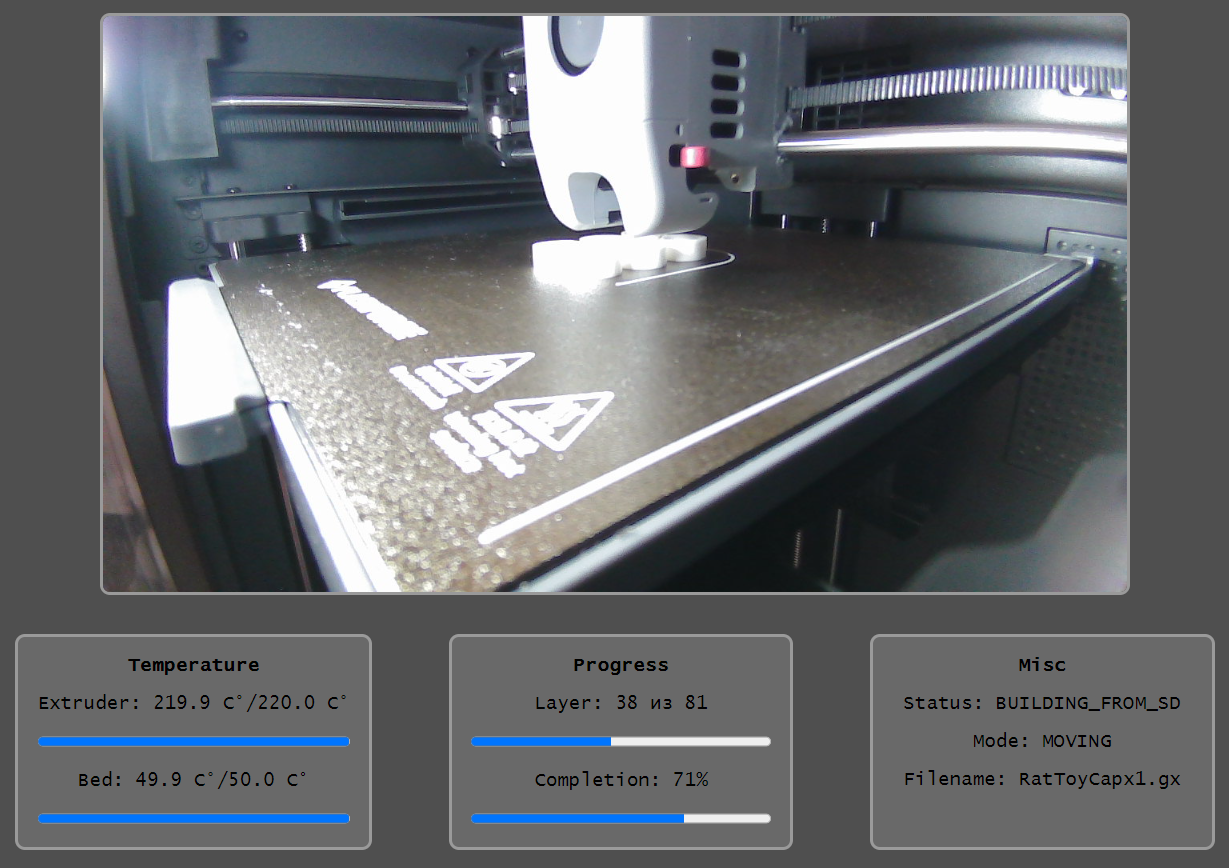 Temperature
Extruder: 219.9 C°/220.0 C°
Bed: 49.9 C°/50.0 C°
Progress
Layer: 38 из 81
Completion: 71%
Misc
Status: BUILDING_FROM_SD
Mode: MOVING
Filename: RatToyCapx1.gx